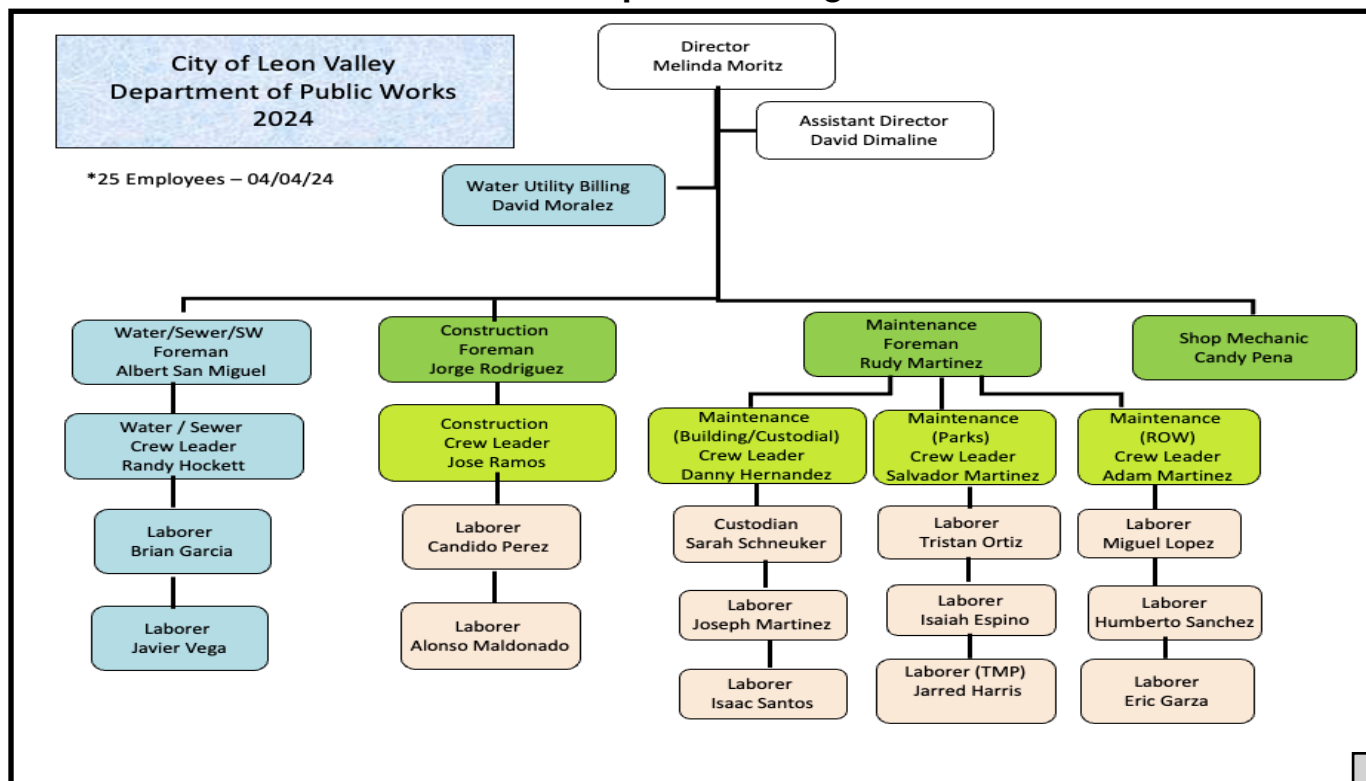 City of Leon Valley
Department of Public Works
2024
*25 Employees – 04/04/24
Director
Melinda Moritz
Assistant Director
David Dimaline
Water Utility Billing
David Moralez
Water/Sewer/SW
Foreman
Albert San Miguel
Construction
Foreman
Jorge Rodriguez
Maintenance
Foreman
Rudy Martinez
Shop Mechanic
Candy Pena
Water / Sewer
Crew Leader
Randy Hockett
Construction
Crew Leader
Jose Ramos
Maintenance
(Building/Custodial)
Crew Leader
Danny Hernandez
Maintenance
(Parks)
Crew Leader
Salvador Martinez
Maintenance
(ROW)
Crew Leader
Adam Martinez
Laborer
Brian Garcia
Laborer
Candido Perez
Custodian
Sarah Schneuker
Laborer
Tristan Ortiz
Laborer
Miguel Lopez
Laborer
Javier Vega
Laborer
Alonso Maldonado
Laborer
Joseph Martinez
Laborer
Isaiah Espino
Laborer
Humberto Sanchez
Laborer
Isaac Santos
Laborer (TMP)
Jarred Harris
Laborer
Eric Garza